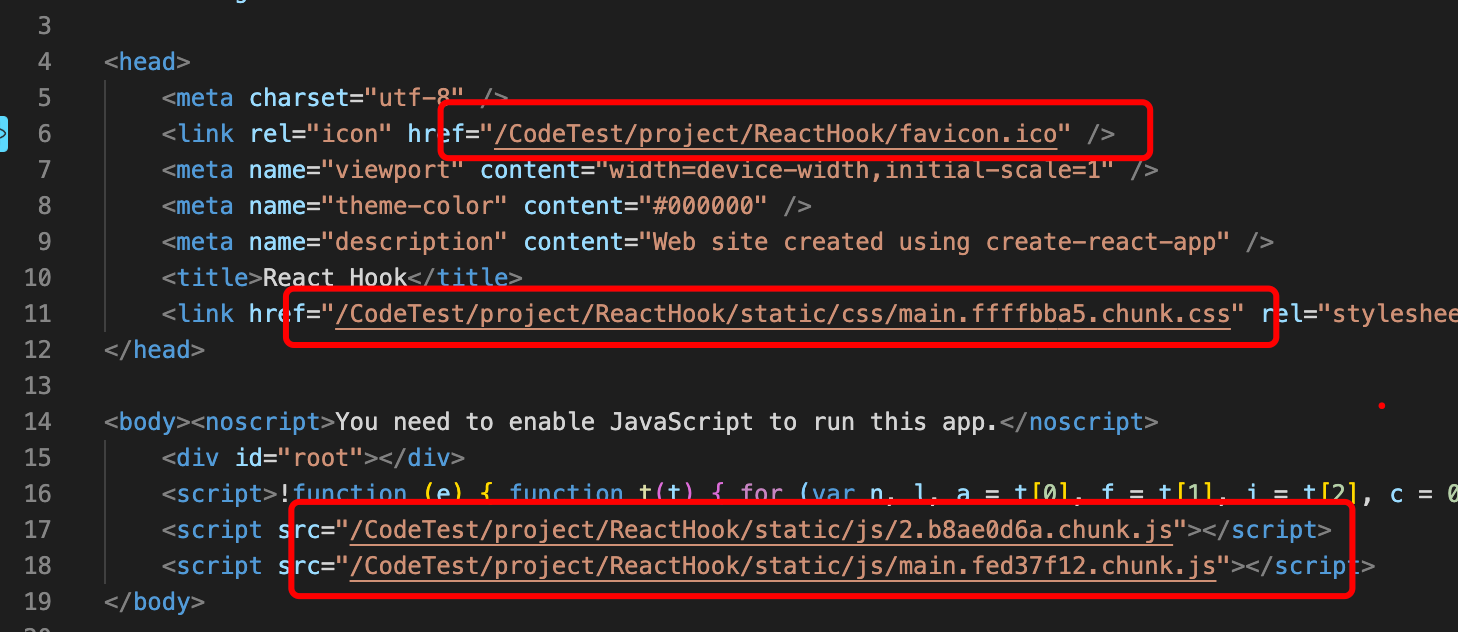 3
4 <head>
5 <meta charset="utf-8" />
6 <link rel="icon" href="/CodeTest/project/ReactHook/favicon.ico" />
7 <meta name="viewport" content="width=device-width,initial-scale=1" />
8 <meta name="theme-color" content="#000000" />
9 <meta name="description" content="Web site created using create-react-app" />
10 <title>React Hook</title>
11 <link href="/CodeTest/project/ReactHook/static/css/main.ffffbba5.chunk.css" rel="styleshee
12 </head>
13
14 <body><noscript>You need to enable JavaScript to run this app.</noscript>
15 <div id="root"></div>
16 <script>!function (e) { function t(t) { for (var n, l, a = t[0], f = t[1], i = t[2], c = 0
17 <script src="/CodeTest/project/ReactHook/static/js/2.b8ae0d6a.chunk.js"></script>
18 <script src="/CodeTest/project/ReactHook/static/js/main.fed37f12.chunk.js"></script>
19 </body>